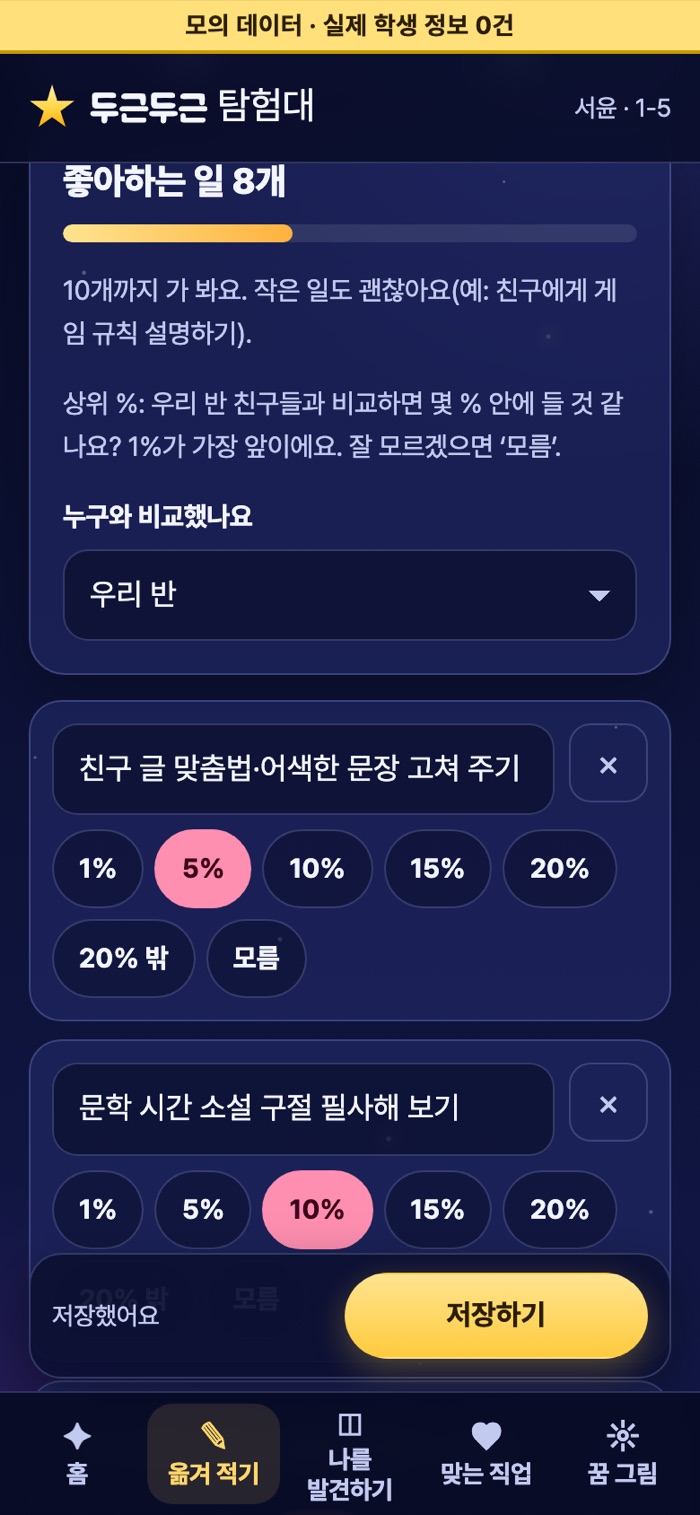 모의 데이터 · 실제 학생 정보 0건
두근두근 탐험대
서윤 · 1-5
좋아하는 일 8개
10개까지 가 봐요. 작은 일도 괜찮아요(예: 친구에게 게
임 규칙 설명하기).
상위 %: 우리 반 친구들과 비교하면 몇 % 안에 들 것 같
나요? 1%가 가장 앞이에요. 잘 모르겠으면 ‘모름’.
누구와 비교했나요
우리 반
친구 글 맞춤법·어색한 문장 고쳐 주기
×
1% 5% 10% 15% 20%
20% 밖 모름
문학 시간 소설 구절 필사해 보기
×
1% 5% 10% 15% 20%
20% 밖 모름
저장했어요
저장하기
홈
옮겨 적기
나를
발견하기
맞는 직업
꿈 그림